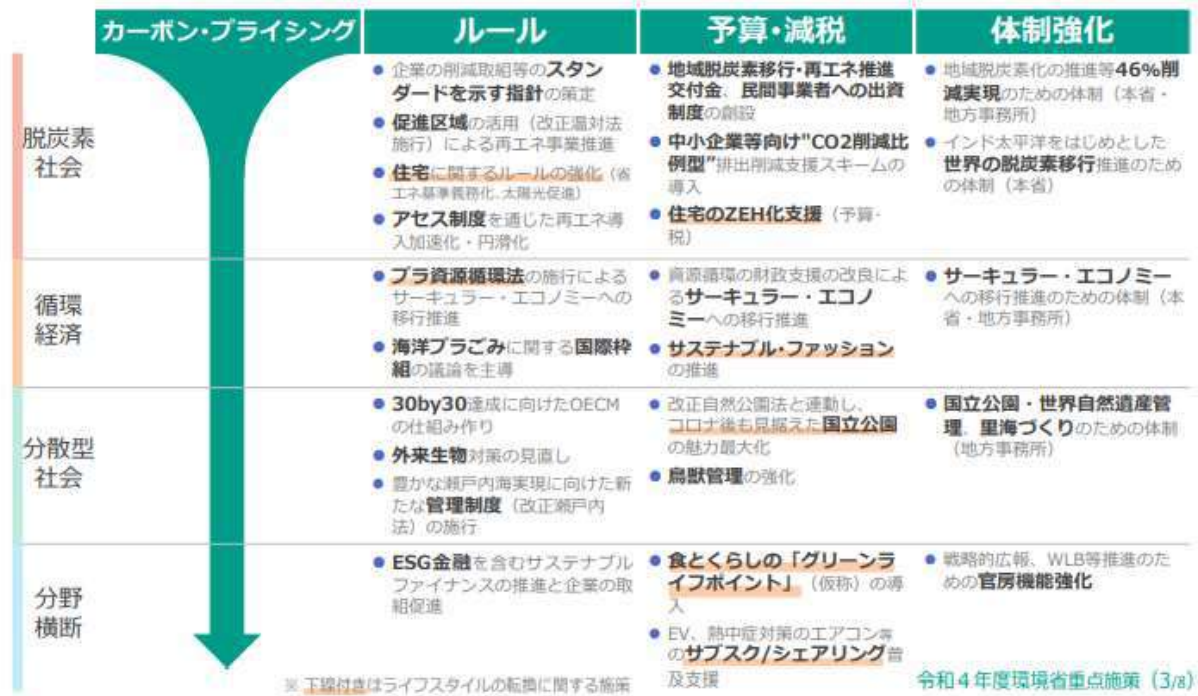 カーボン・プライシング
ルール
予算・減税
体制強化
脱炭素
社会
● 企業の削減取組等のスタン
ダードを示す指針の策定
● 促進区域の活用（改正温対法
施行）による再エネ事業推進
● 住宅に関するルールの強化（省
エネ基準義務化、太陽光促進）
● アセス制度を通じた再エネ導
入加速化・円滑化
● 地域脱炭素移行・再エネ推進
交付金、民間事業者への出資
制度の創設
● 中小企業等向け"CO2削減比
例型"排出削減支援スキームの
導入
● 住宅のZEH化支援（予算・
税）
● 地域脱炭素化の推進等46%削
減実現のための体制（本省・
地方事務所）
● インド太平洋をはじめとした
世界の脱炭素移行推進のため
の体制（本省）
循環
経済
● プラ資源循環法の施行による
サーキュラー・エコノミーへの
移行推進
● 海洋プラごみに関する国際枠
組の議論を主導
● 資源循環の財政支援の改良によ
るサーキュラー・エコノ
ミーへの移行推進
● サステナブル・ファッション
の推進
● サーキュラー・エコノミー
への移行推進のための体制（本
省・地方事務所）
分散型
社会
● 30by30達成に向けたOECM
の仕組み作り
● 外来生物対策の見直し
● 豊かな瀬戸内海実現に向けた新
たな管理制度（改正瀬戸内
法）の施行
● 改正自然公園法と連動し、
コロナ後も見据えた国立公園
の魅力最大化
● 鳥獣管理の強化
● 国立公園・世界自然遺産管
理、里海づくりのための体制
（地方事務所）
分野
横断
● ESG金融を含むサステナブル
ファイナンスの推進と企業の取
組促進
● 食とくらしの「グリーンラ
イフポイント」（仮称）の導
入
● EV、熱中症対策のエアコン等
のサブスク/シェアリング普
及支援
● 戦略的広報、WLB等推進のた
めの官房機能強化
※ 下線付きはライフスタイルの転換に関する施策
令和４年度環境省重点施策（3/8）